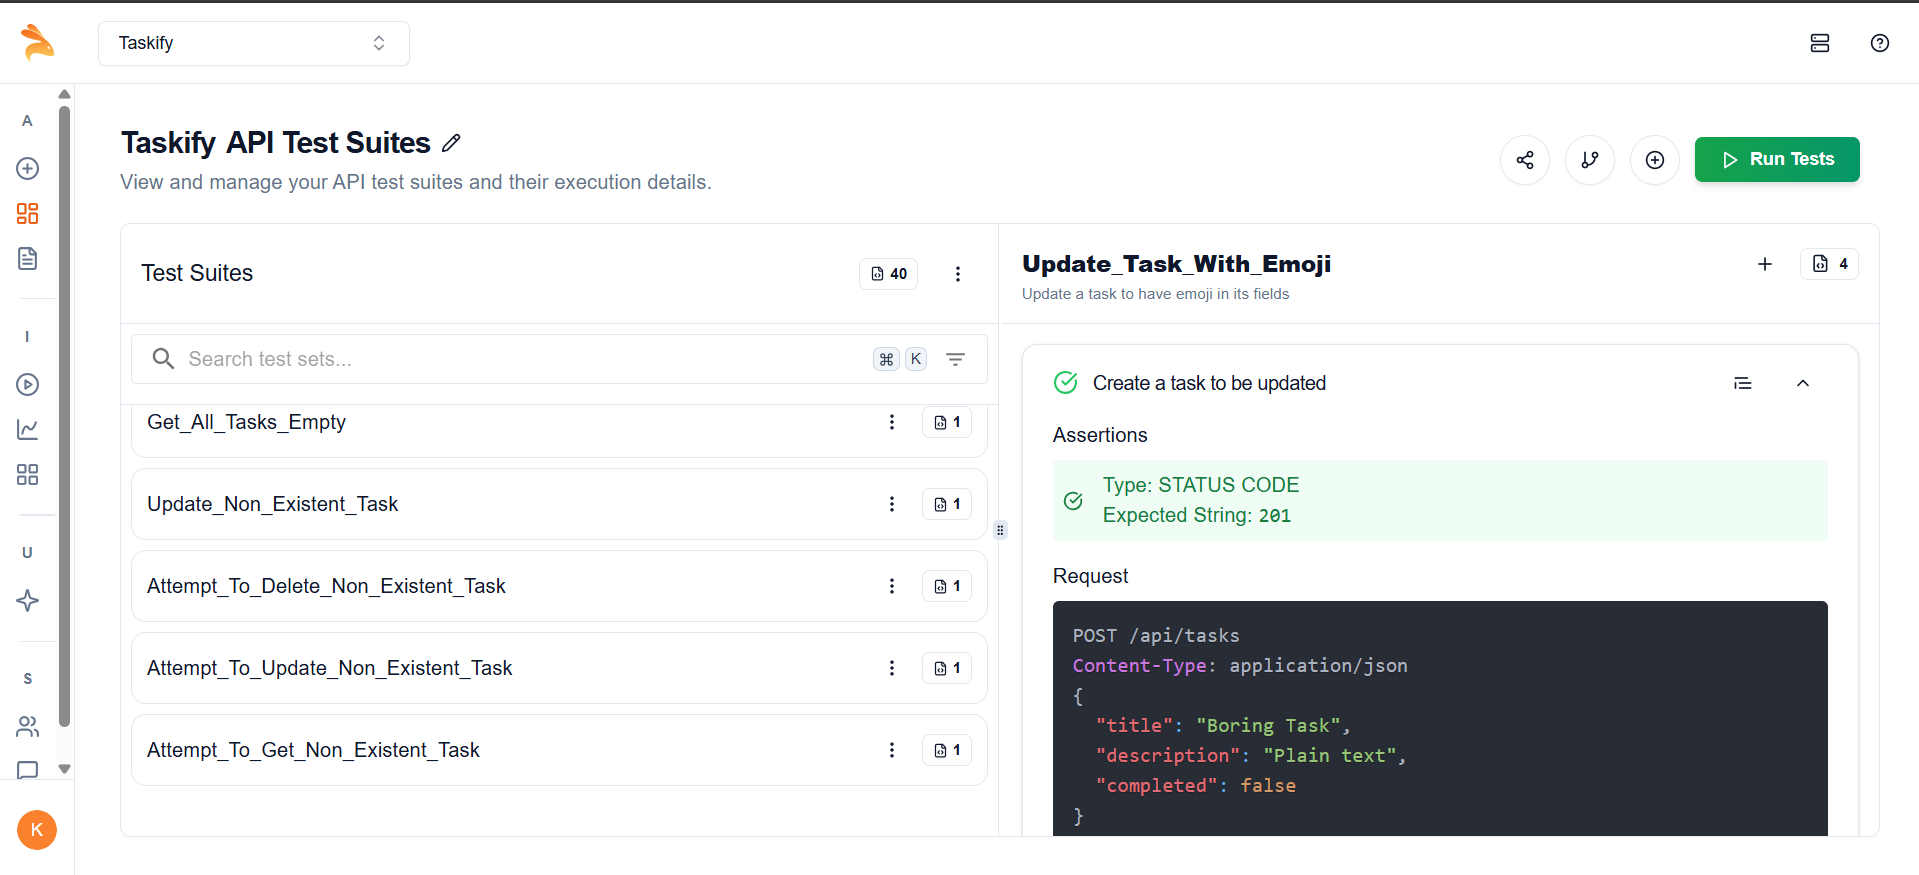 Taskify
A
I
U
S
K
Taskify API Test Suites
View and manage your API test suites and their execution details.
Run Tests
Test Suites
40
Search test sets...
⌘ K
Get_All_Tasks_Empty
1
Update_Non_Existent_Task
1
Attempt_To_Delete_Non_Existent_Task
1
Attempt_To_Update_Non_Existent_Task
1
Attempt_To_Get_Non_Existent_Task
1
Update_Task_With_Emoji
4
Update a task to have emoji in its fields
Create a task to be updated
Assertions
Type: STATUS CODE
Expected String: 201
Request
POST /api/tasks
Content-Type: application/json
{
"title": "Boring Task",
"description": "Plain text",
"completed": false
}